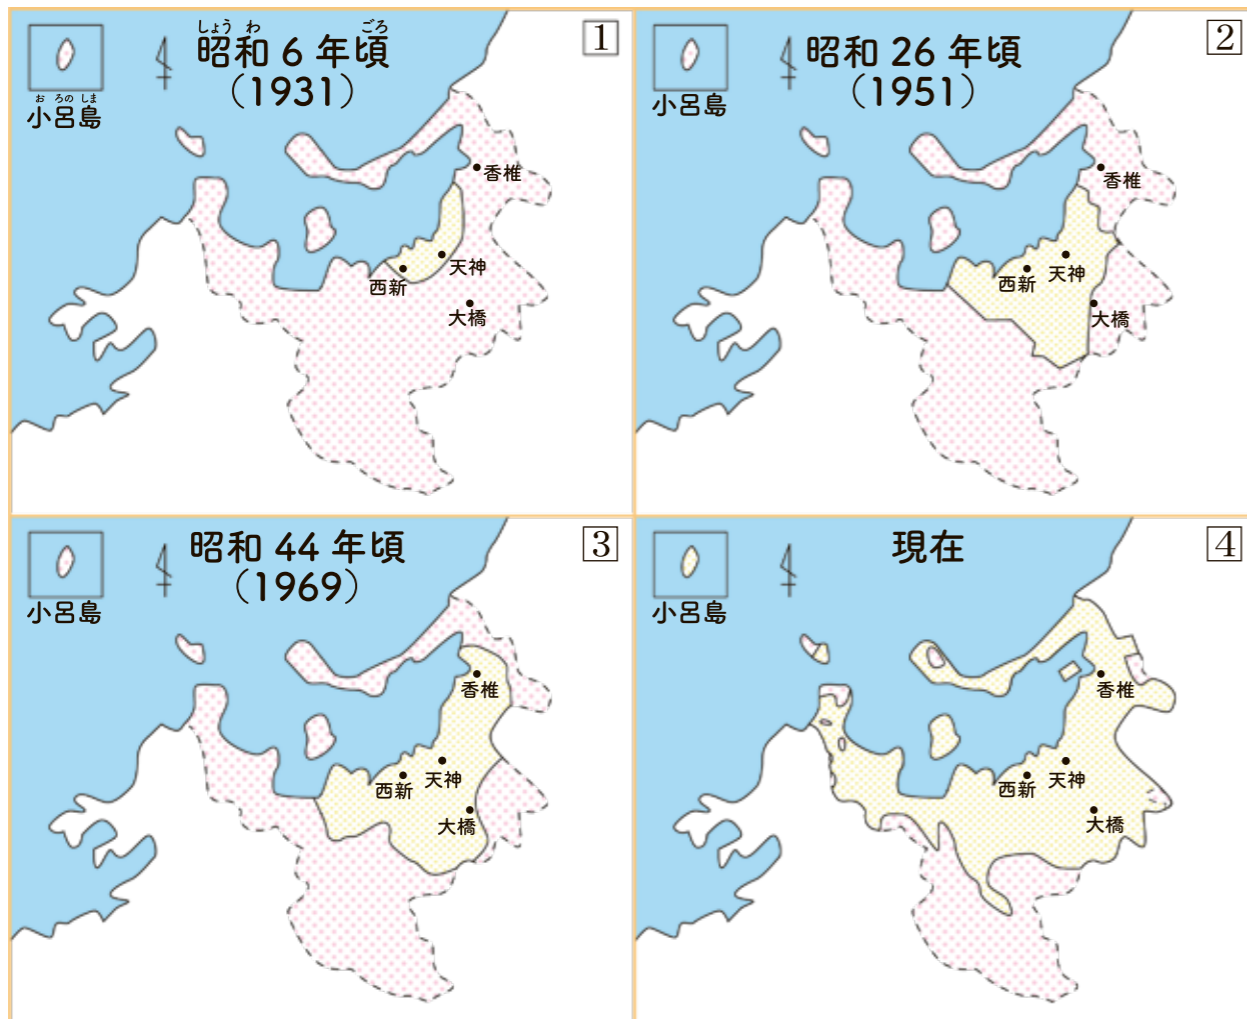 しょう わ ごろ
昭和 6 年頃
（1931）
1
お ろの しま
小呂島
香椎
天神
西新
大橋
昭和 26 年頃
（1951）
2
小呂島
香椎
天神
西新
大橋
昭和 44 年頃
（1969）
3
小呂島
香椎
天神
西新
大橋
現在
4
小呂島
香椎
天神
西新
大橋